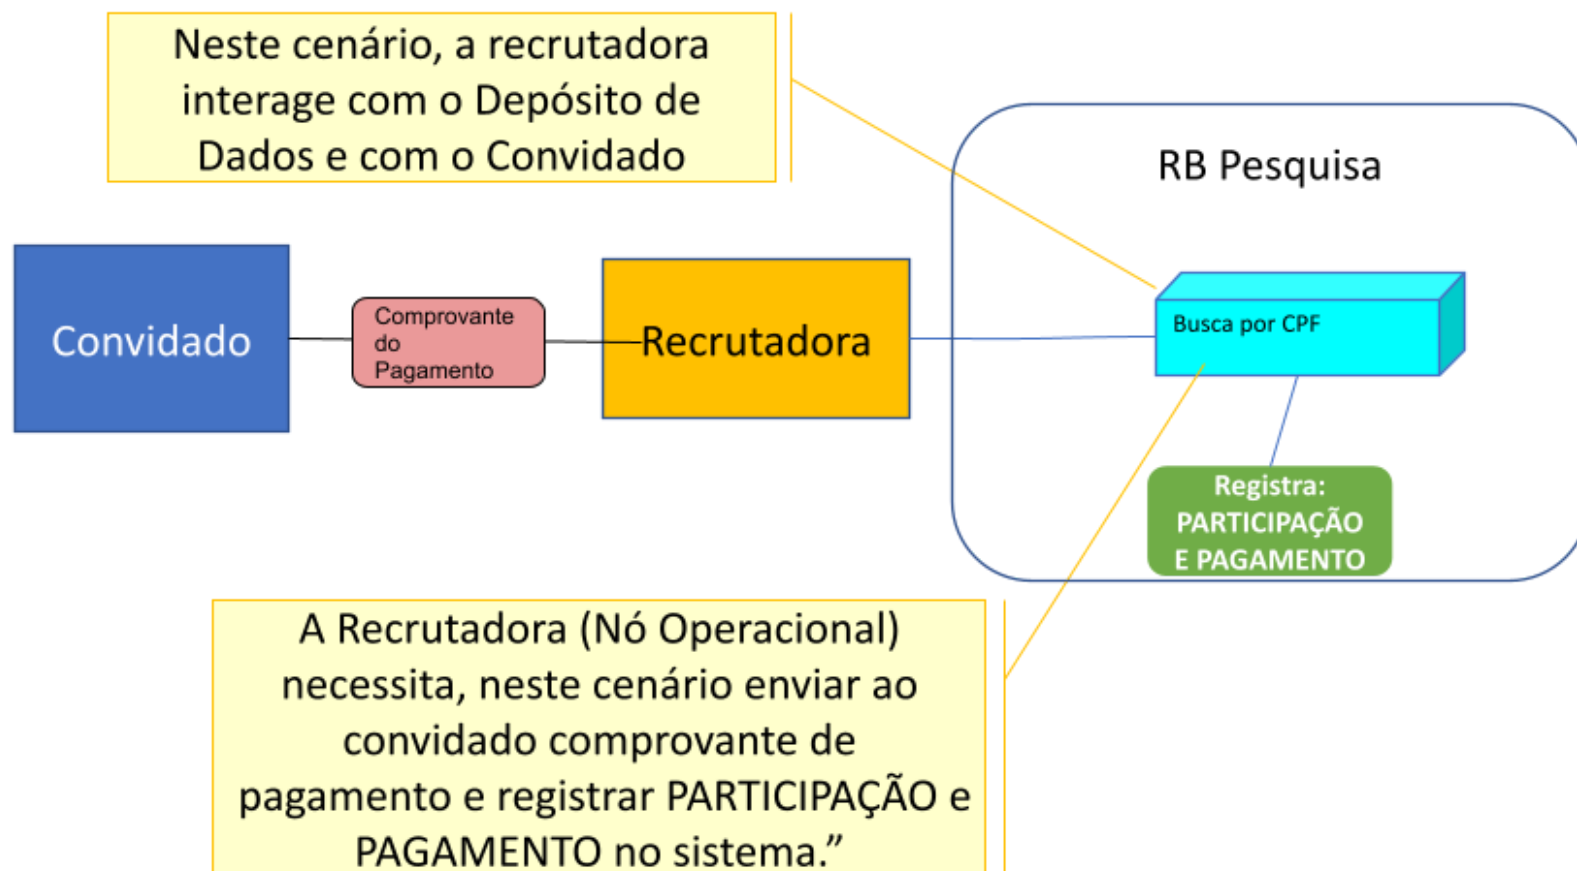 Neste cenário, a recrutadora
interage com o Depósito de
Dados e com o Convidado
RB Pesquisa
Convidado
Comprovante
do
Pagamento
Recrutadora
Busca por CPF
Registra:
PARTICIPAÇÃO
E PAGAMENTO
A Recrutadora (Nó Operacional)
necessita, neste cenário enviar ao
convidado comprovante de
pagamento e registrar PARTICIPAÇÃO e
PAGAMENTO no sistema.”